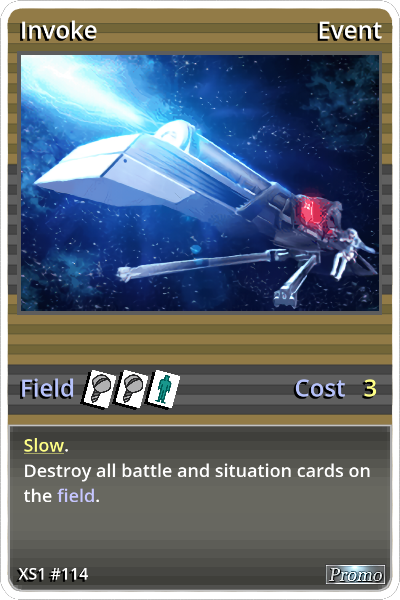 Invoke Event
Field Cost 3
Slow.
Destroy all battle and situation cards on
the field.
XS1 #114 Promo